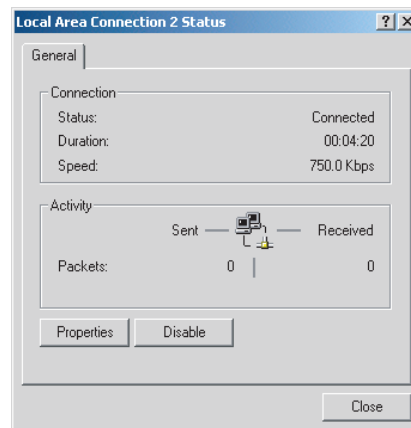 Local Area Connection 2 Status
General
Connection
Status: Connected
Duration: 00:04:20
Speed: 750.0 Kbps
Activity
Sent Received
Packets: 0 0
Properties Disable
Close